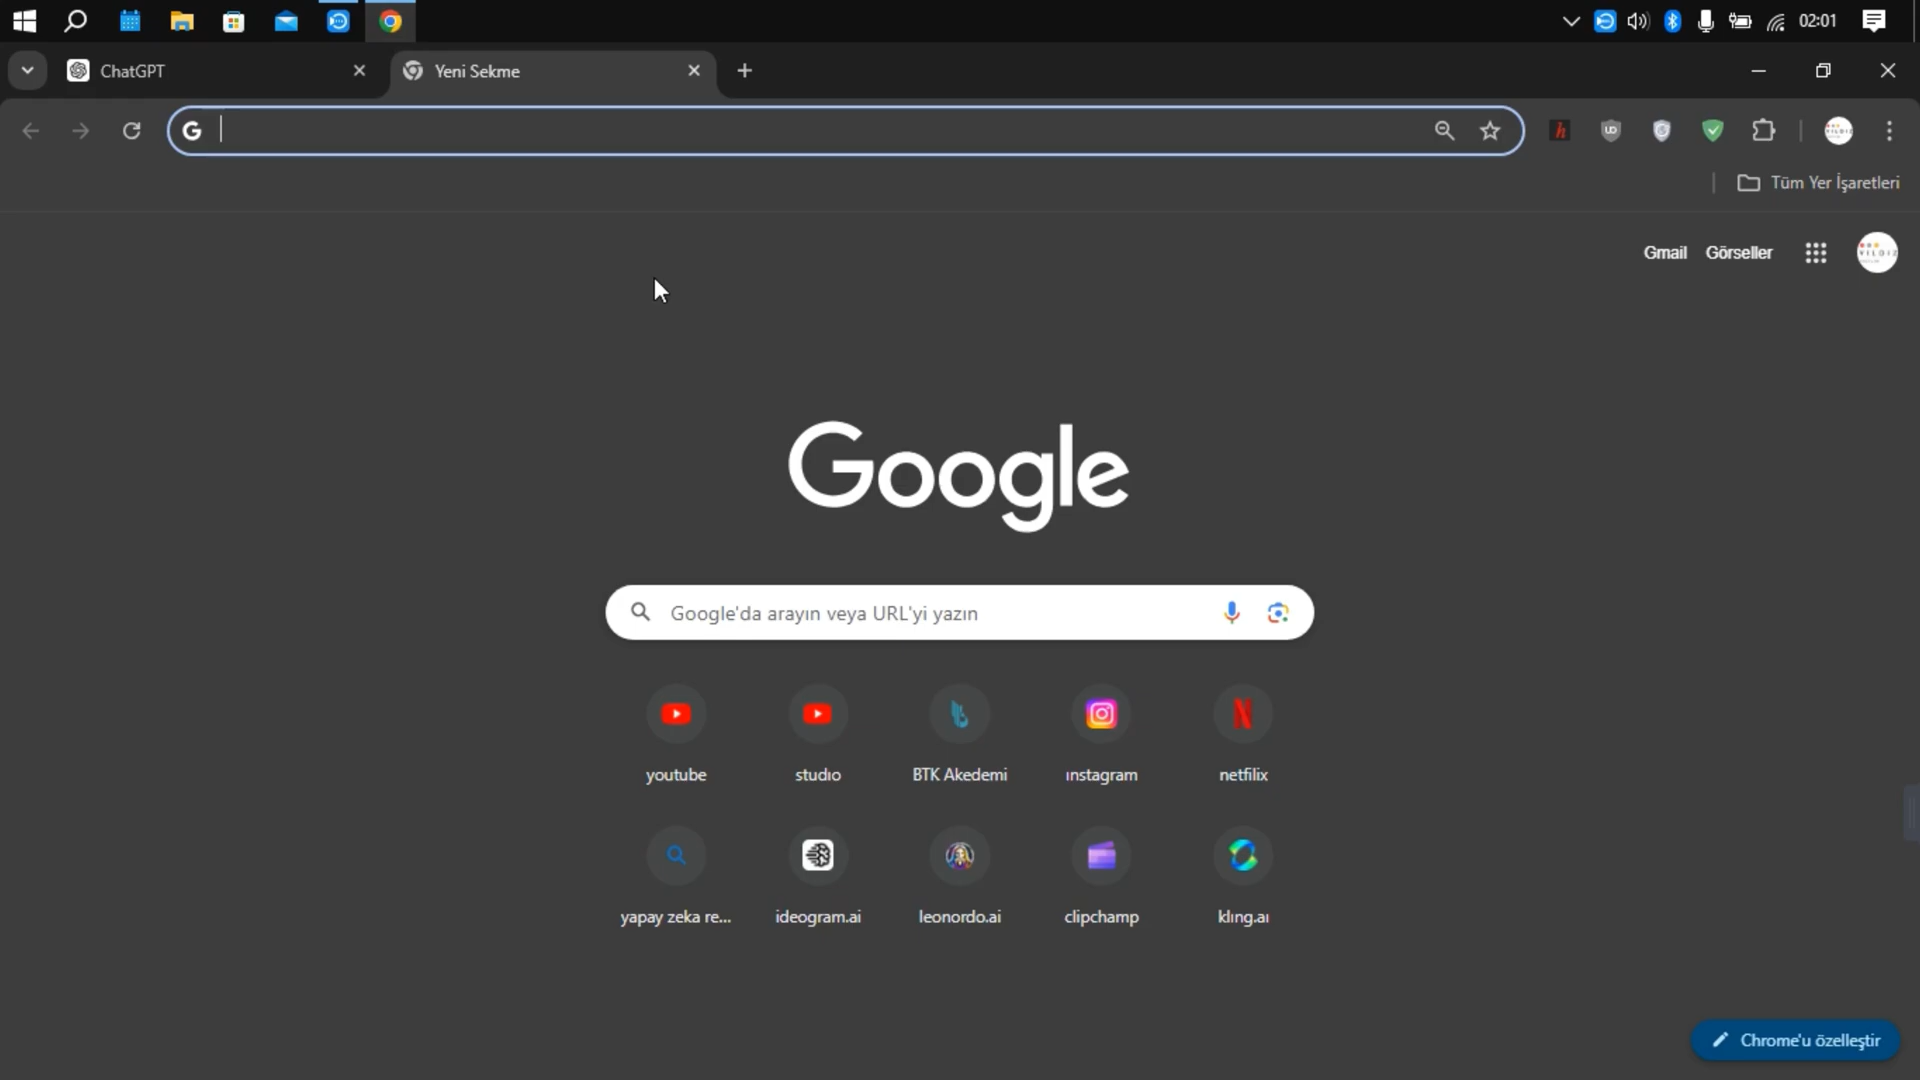 02:01
ChatGPT
Yeni Sekme
Tüm Yer İşaretleri
Gmail Görseller
Google
Google'da arayın veya URL'yi yazın
youtube
studıo
BTK Akedemi
ınstagram
netfilix
yapay zeka re...
ideogram.ai
leonordo.ai
clipchamp
klıng.aı
Chrome'u özelleştir